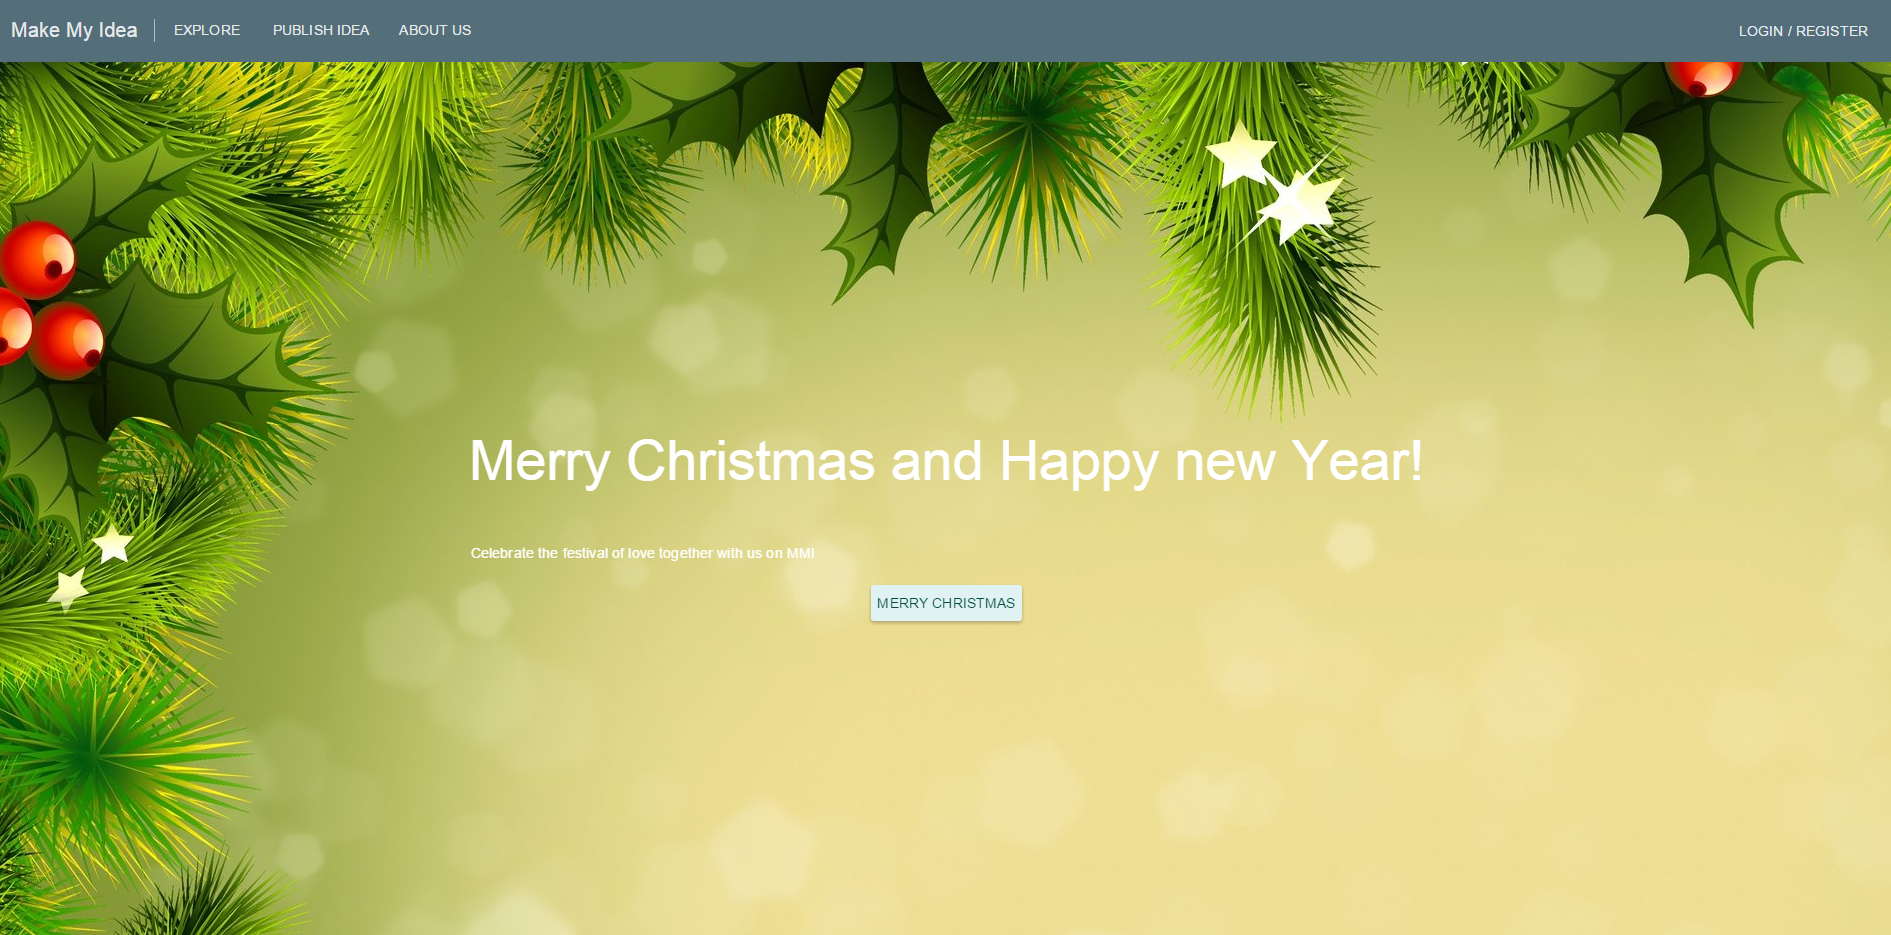 Make My Idea
EXPLORE
PUBLISH IDEA
ABOUT US
LOGIN / REGISTER
Merry Christmas and Happy new Year!
Celebrate the festival of love together with us on MMI
MERRY CHRISTMAS